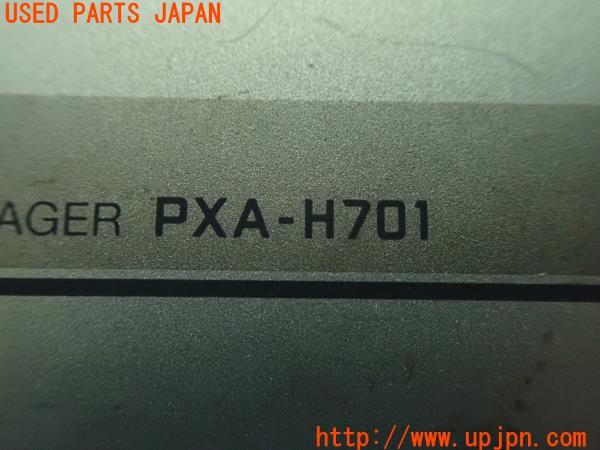 USED PARTS JAPAN
AGER PXA-H701
http://www.upjpn.com/